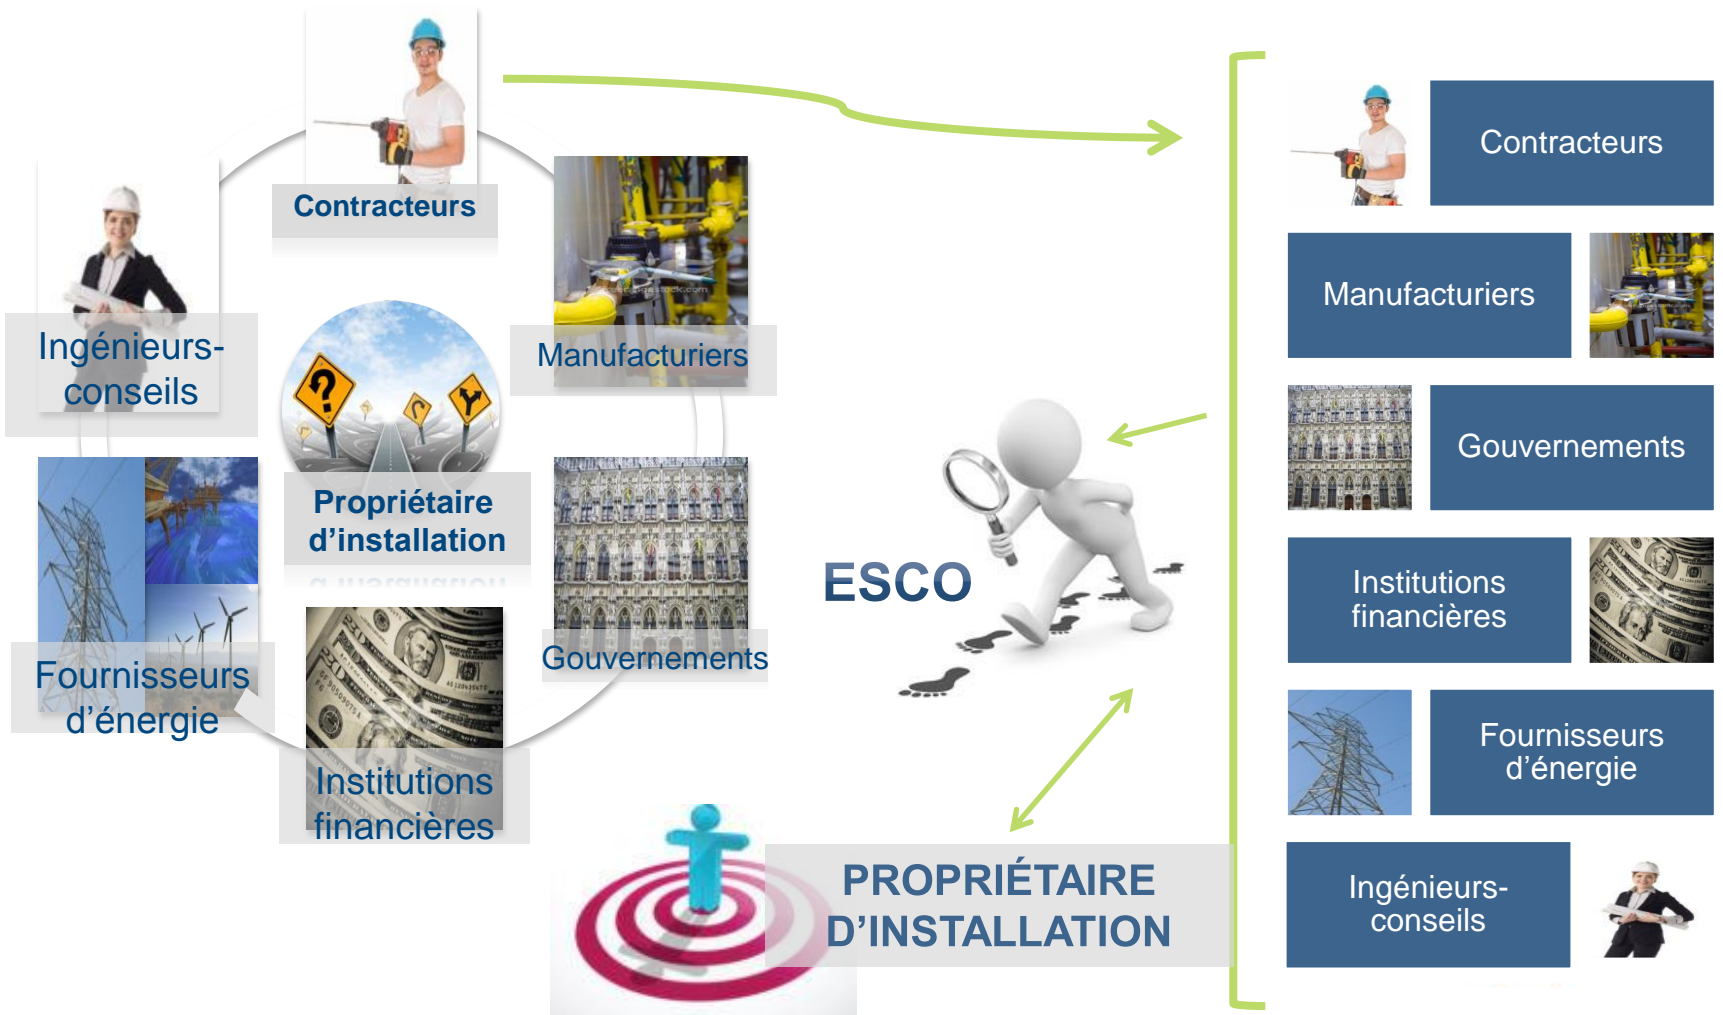 Contracteurs
Ingénieurs-
conseils
Manufacturiers
Propriétaire
d’installation
Fournisseurs
d’énergie
Gouvernements
Institutions
financières
ESCO
PROPRIÉTAIRE
D’INSTALLATION
Contracteurs
Manufacturiers
Gouvernements
Institutions
financières
Fournisseurs
d’énergie
Ingénieurs-
conseils